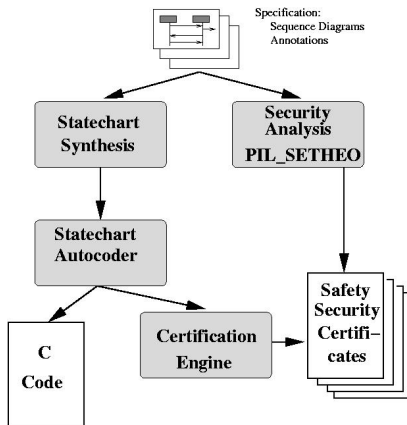 Specification:
Sequence Diagrams
Annotations
Statechart
Synthesis
Security
Analysis
PIL_SETHEO
Statechart
Autocoder
Safety
Security
Certifi-
cates
C
Code
Certification
Engine